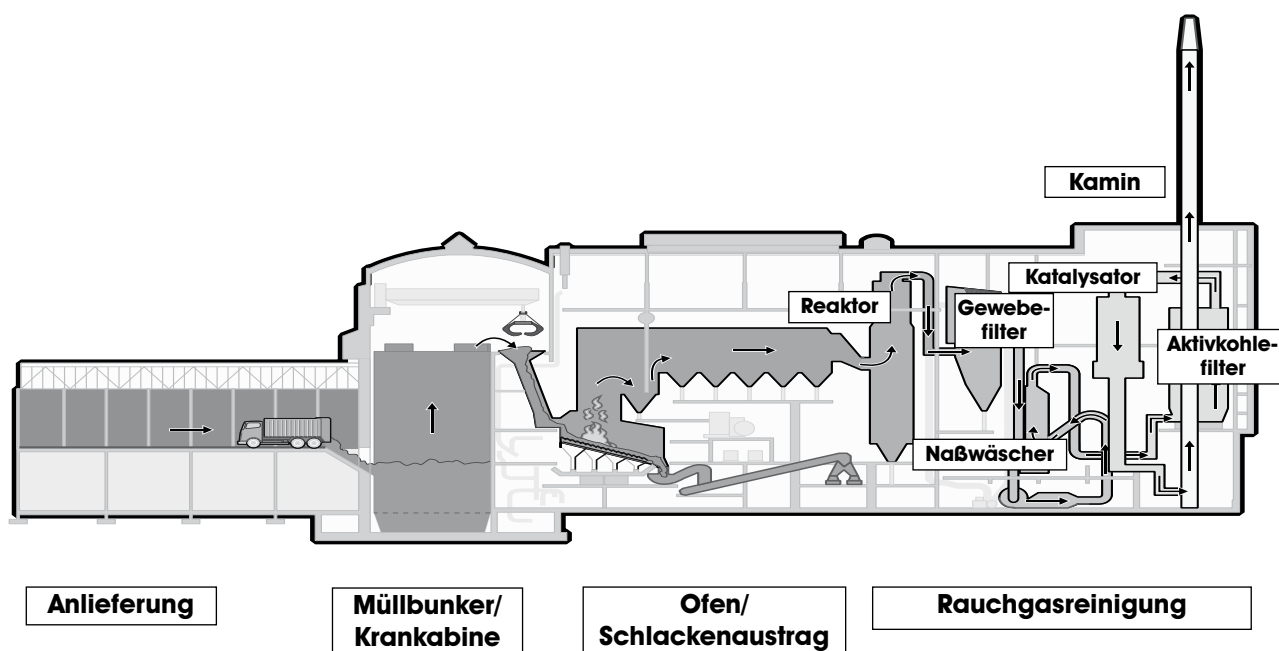 Kamin
Katalysator
Reaktor
Gewebe-
filter
Aktivkohle-
filter
Naßwäscher
Anlieferung
Müllbunker/
Krankabine
Ofen/
Schlackenaustrag
Rauchgasreinigung